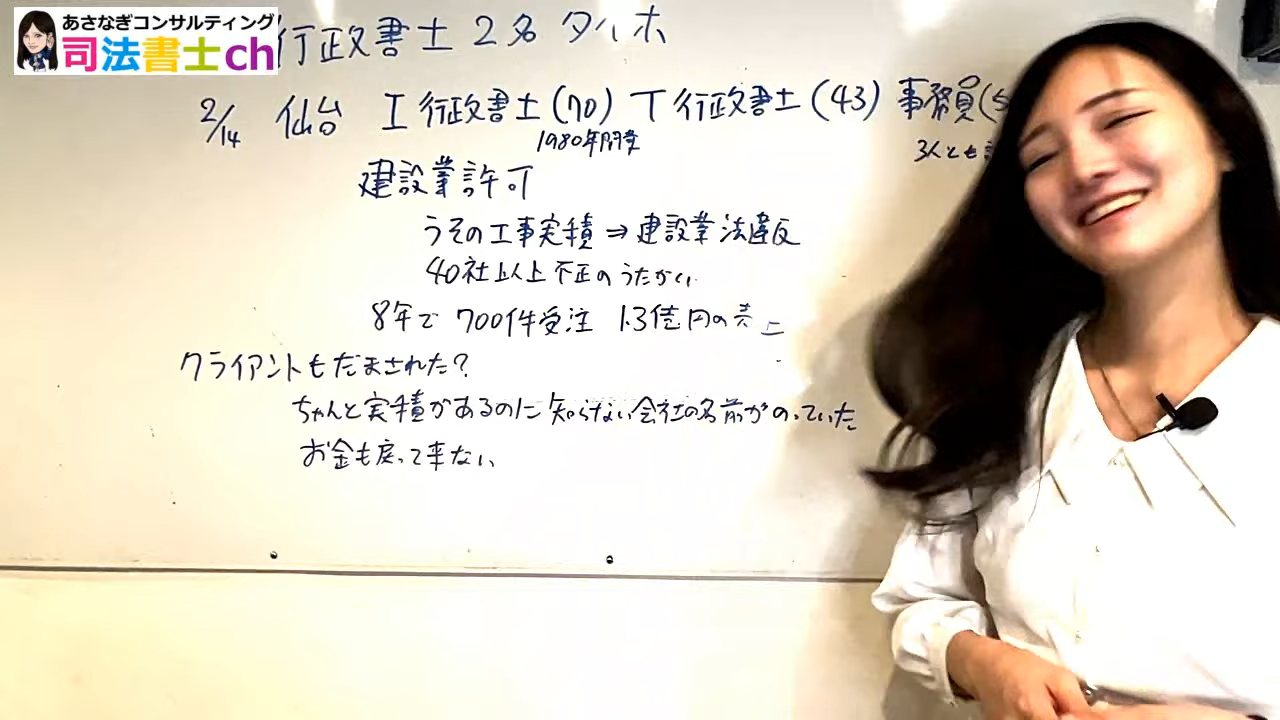 あさなぎコンサルティング
司法書士ch
行政書士 2名 タイホ
2/14 仙台 I 行政書士(70) T 行政書士(43) 事務員(5
1980年開業
3人とも
建設業許可
うその工事実積⇒建設業法違反
40社以上不正のうたがい
8年で 700件受注 1.3億円の売上
クライアントもだまされた?
ちゃんと実積があるのに知らない会社の名前がのっていた
お金も戻って来ない